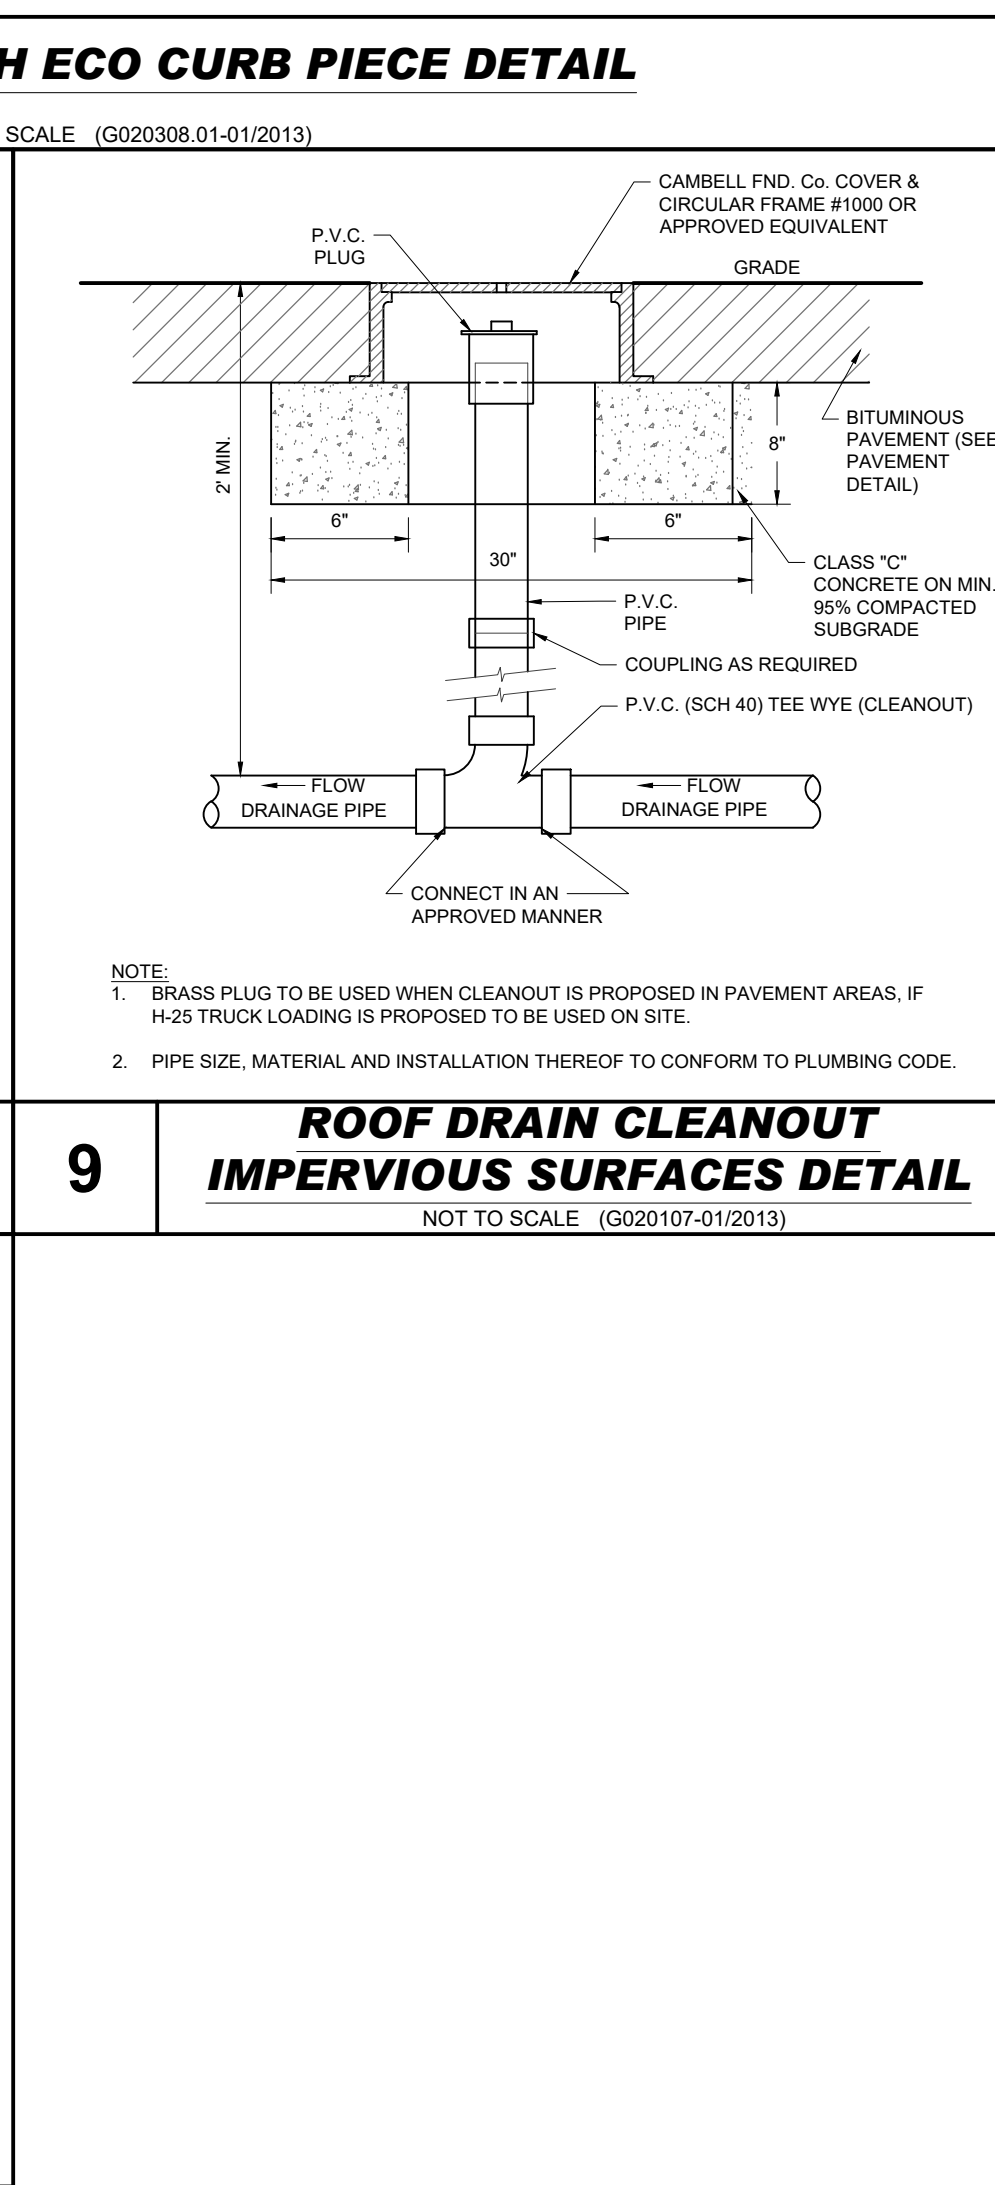 H ECO CURB PIECE DETAIL
SCALE (G020308.01-01/2013)
CAMBELL FND. Co. COVER &
CIRCULAR FRAME #1000 OR
APPROVED EQUIVALENT
P.V.C.
PLUG
GRADE
2' MIN.
8"
BITUMINOUS
PAVEMENT (SEE
PAVEMENT
DETAIL)
6"
6"
30"
CLASS "C"
CONCRETE ON MIN.
95% COMPACTED
SUBGRADE
P.V.C.
PIPE
COUPLING AS REQUIRED
P.V.C. (SCH 40) TEE WYE (CLEANOUT)
FLOW
DRAINAGE PIPE
FLOW
DRAINAGE PIPE
CONNECT IN AN
APPROVED MANNER
NOTE:
1. BRASS PLUG TO BE USED WHEN CLEANOUT IS PROPOSED IN PAVEMENT AREAS, IF
H-25 TRUCK LOADING IS PROPOSED TO BE USED ON SITE.
2. PIPE SIZE, MATERIAL AND INSTALLATION THEREOF TO CONFORM TO PLUMBING CODE.
9
ROOF DRAIN CLEANOUT
IMPERVIOUS SURFACES DETAIL
NOT TO SCALE (G020107-01/2013)